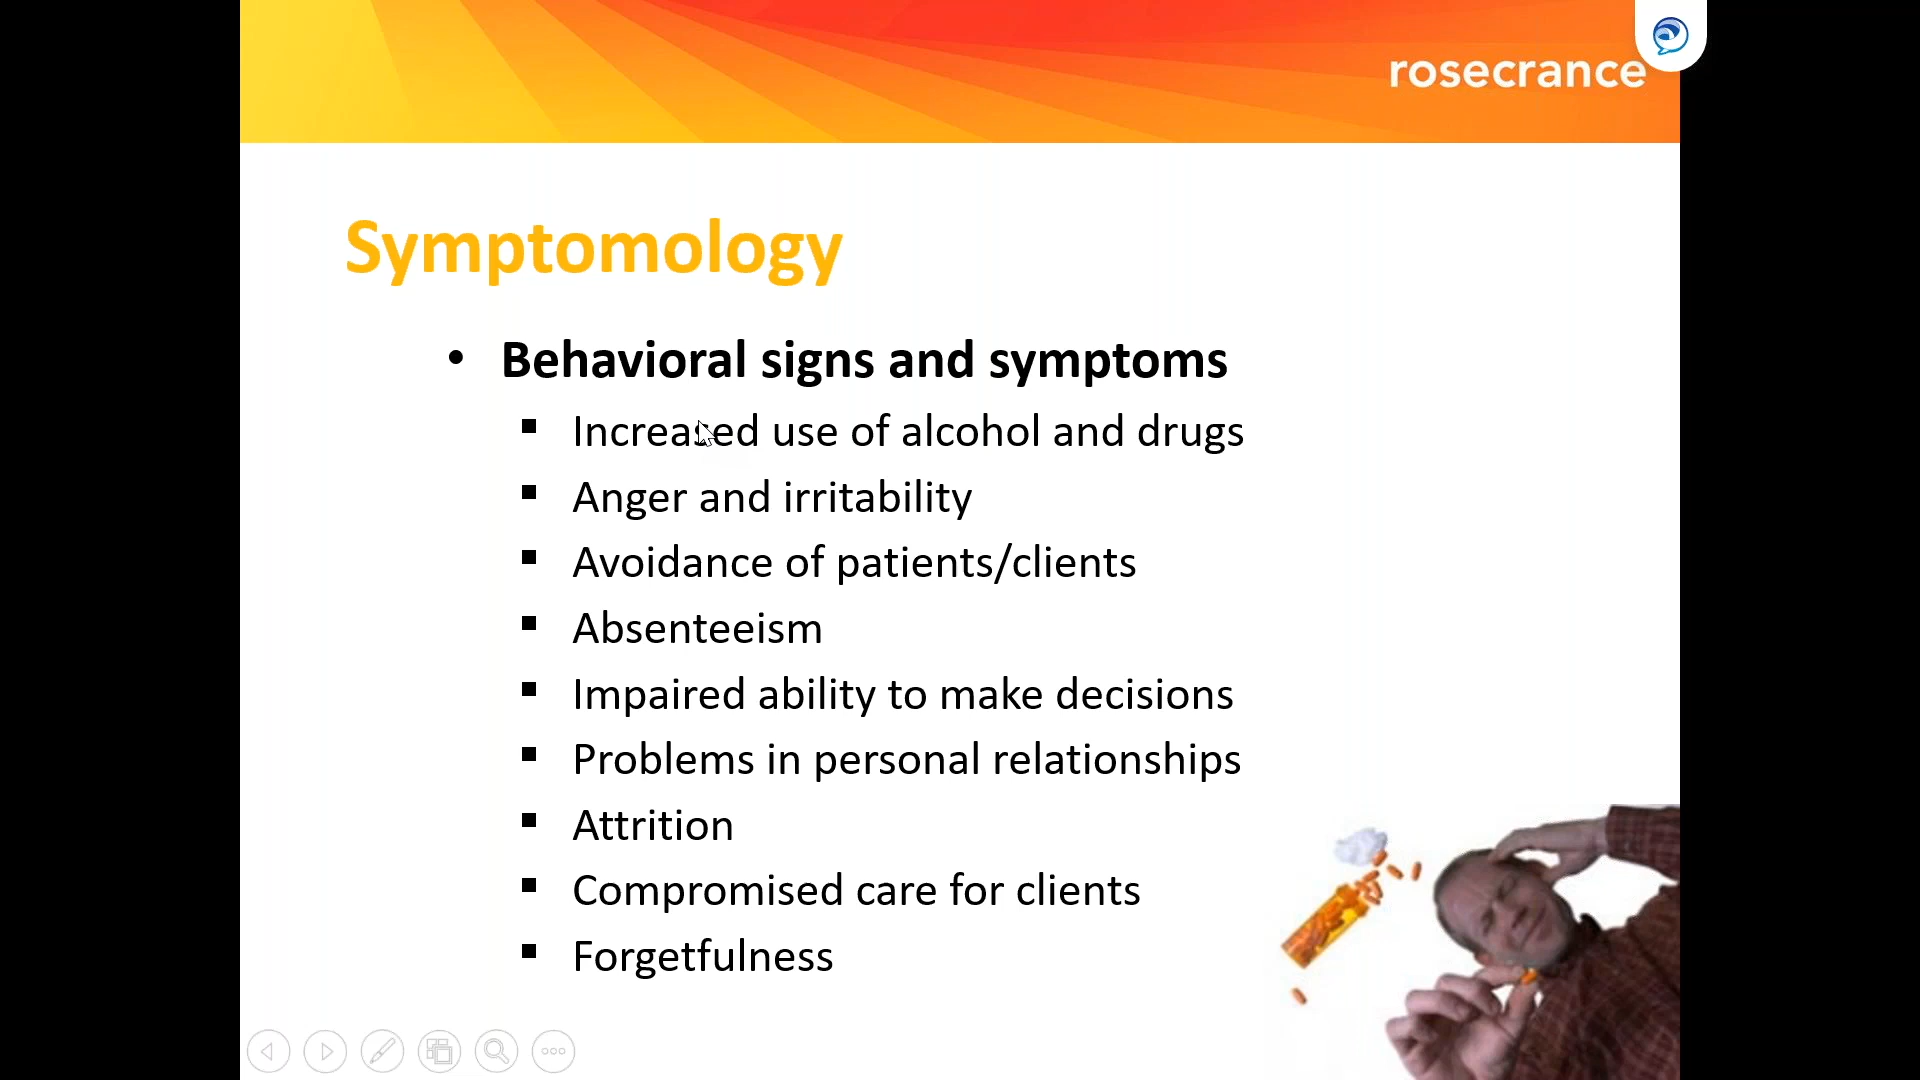 rosecrance
Symptomology
• Behavioral signs and symptoms
▪ Increased use of alcohol and drugs
▪ Anger and irritability
▪ Avoidance of patients/clients
▪ Absenteeism
▪ Impaired ability to make decisions
▪ Problems in personal relationships
▪ Attrition
▪ Compromised care for clients
▪ Forgetfulness